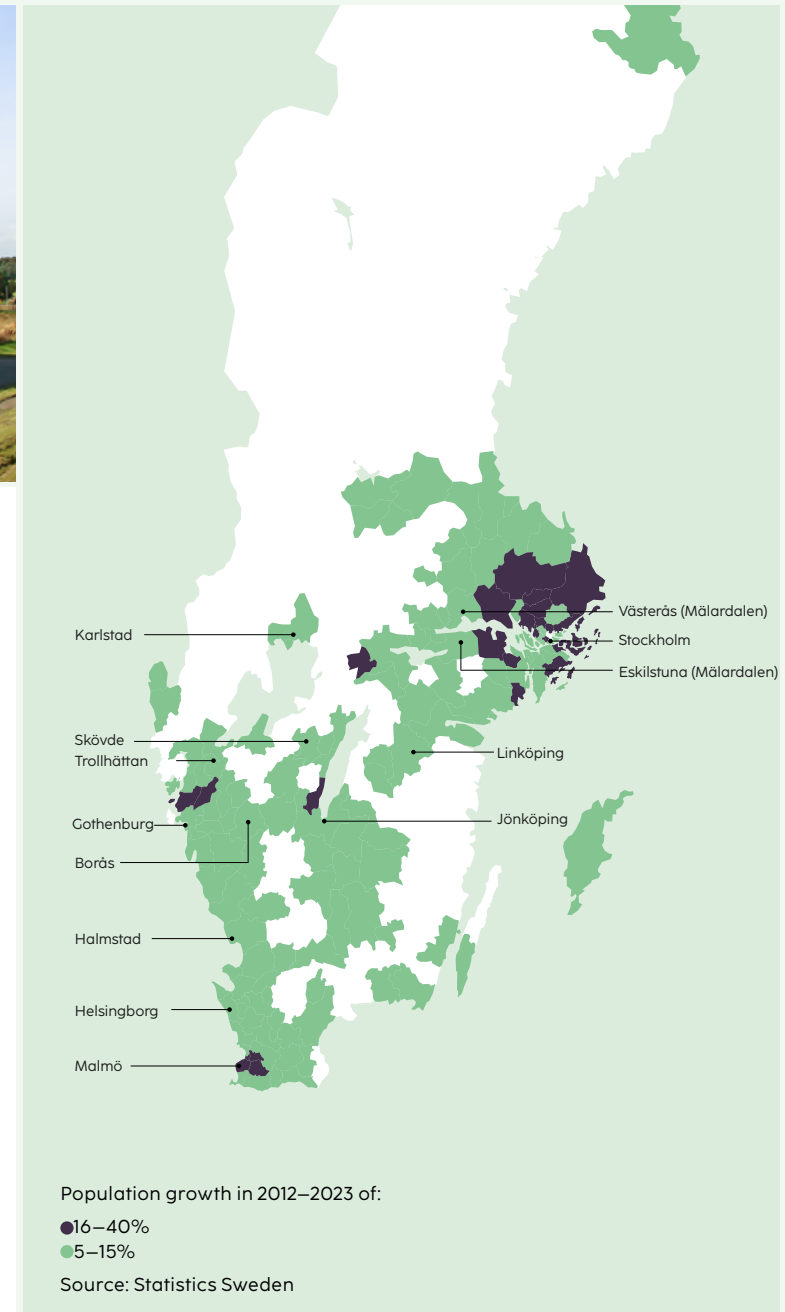 Västerås (Mälardalen)
Karlstad
Stockholm
Eskilstuna (Mälardalen)
Skövde
Linköping
Trollhättan
Jönköping
Gothenburg
Borås
Halmstad
Helsingborg
Malmö
Population growth in 2012–2023 of:
16–40%
5–15%
Source: Statistics Sweden